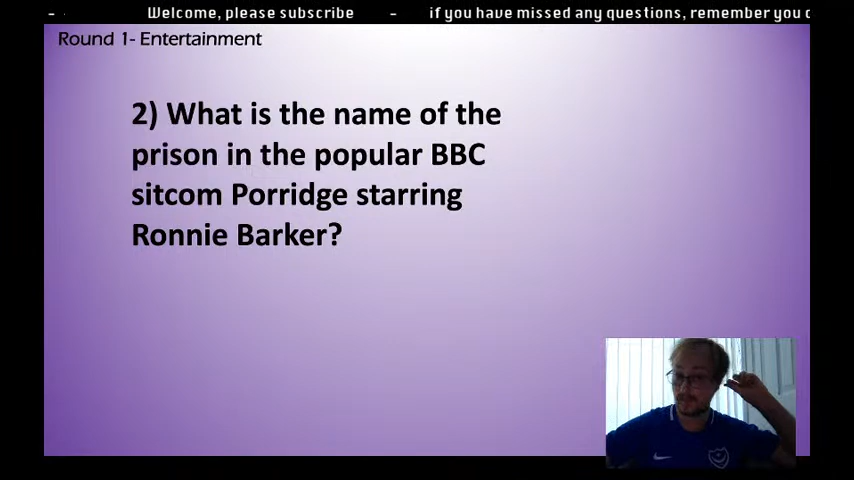 - Welcome, please subscribe - if you have missed any questions, remember you
Round 1- Entertainment
2) What is the name of the
prison in the popular BBC
sitcom Porridge starring
Ronnie Barker?